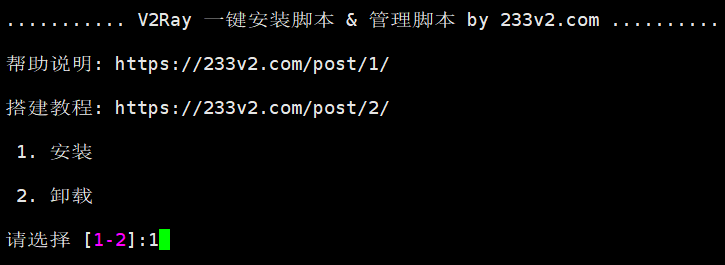 ........... V2Ray 一键安装脚本 & 管理脚本 by 233v2.com ..........
帮助说明: https://233v2.com/post/1/
搭建教程: https://233v2.com/post/2/
1. 安装
2. 卸载
请选择 [1-2]:1